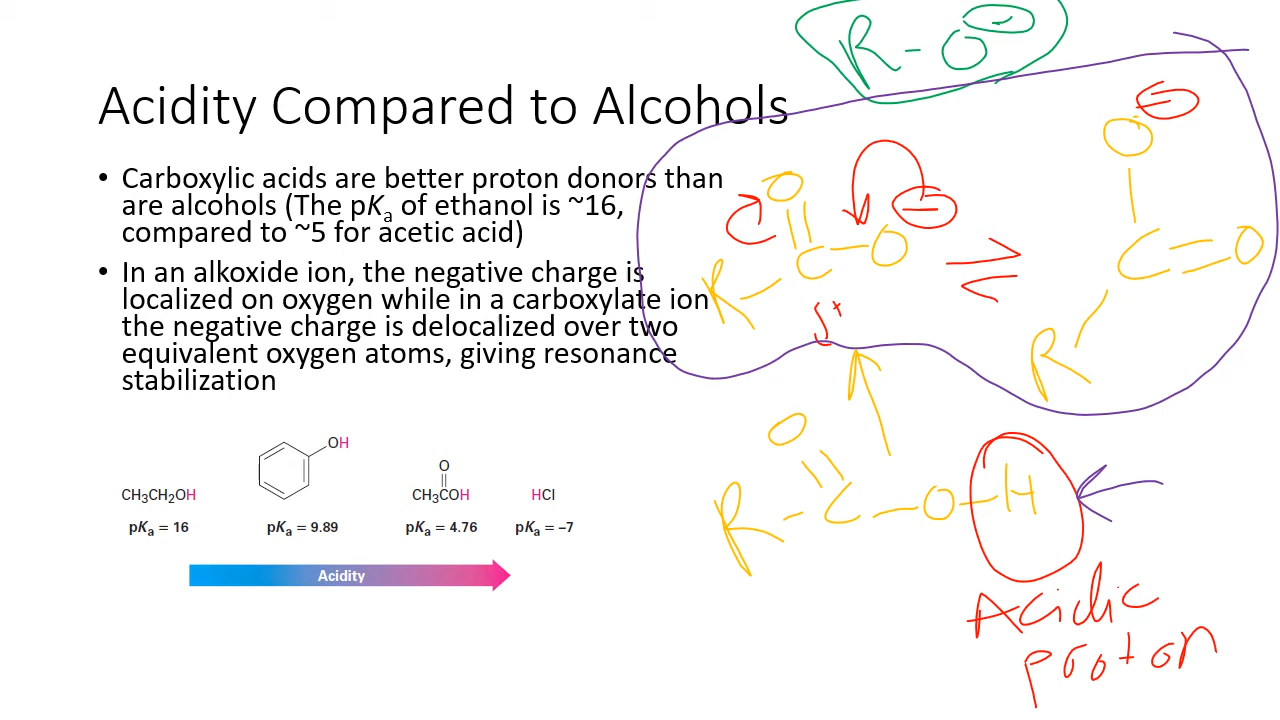 R-O⊖
Acidity Compared to Alcohols
• Carboxylic acids are better proton donors than
are alcohols (The pKa of ethanol is ~16,
compared to ~5 for acetic acid)
• In an alkoxide ion, the negative charge is
localized on oxygen while in a carboxylate ion
the negative charge is delocalized over two
equivalent oxygen atoms, giving resonance
stabilization
O
R-C-O ⊖
δ+
O ⊖
C=O
R
O
R-C-O-H
Acidic
proton
OH
O
CH₃CH₂OH
CH₃COH
HCl
pKa = 16
pKa = 9.89
pKa = 4.76
pKa = –7
Acidity